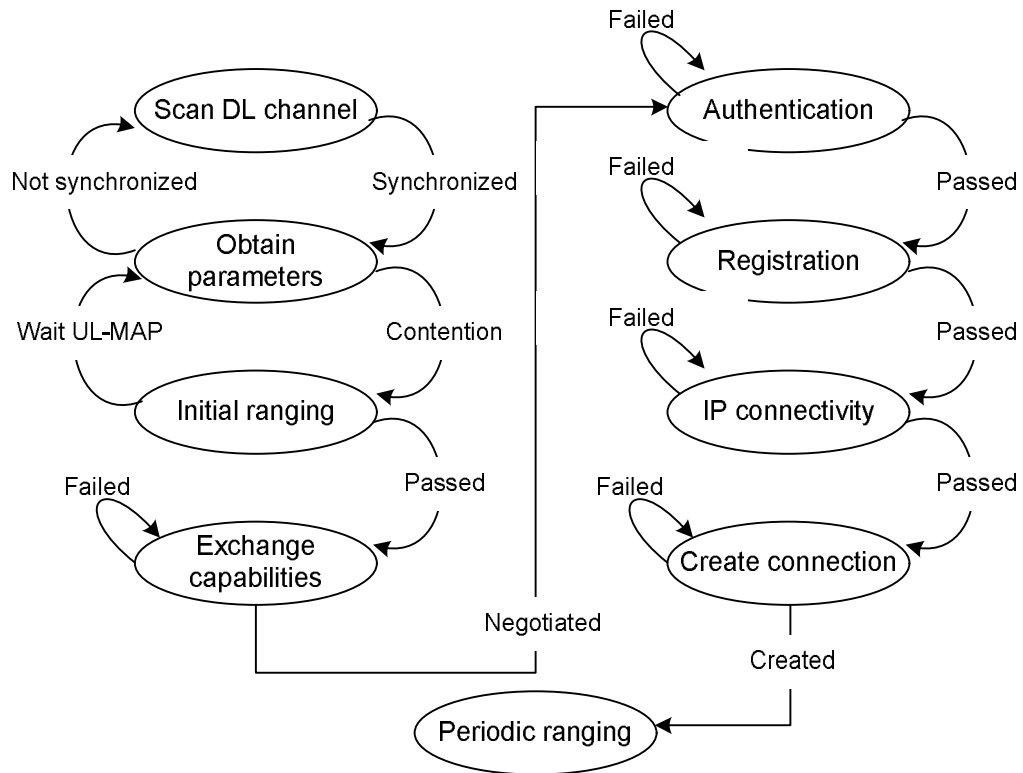 Scan DL channel
Not synchronized
Synchronized
Obtain
parameters
Wait UL-MAP
Contention
Initial ranging
Passed
Failed
Exchange
capabilities
Negotiated
Failed
Authentication
Passed
Failed
Registration
Passed
Failed
IP connectivity
Passed
Failed
Create connection
Created
Periodic ranging